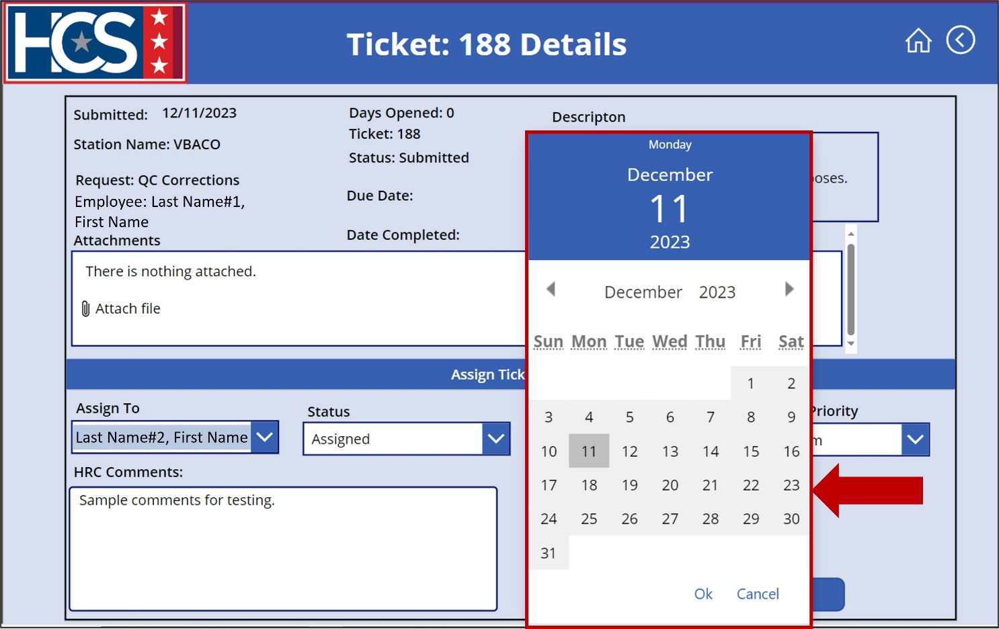 HCS
Ticket: 188 Details
Submitted: 12/11/2023
Station Name: VBACO
Request: QC Corrections
Employee: Last Name#1,
First Name
Days Opened: 0
Ticket: 188
Status: Submitted
Due Date:
Date Completed:
Descripton
poses.
Attachments
There is nothing attached.
Attach file
Monday
December
11
2023
December 2023
Sun Mon Tue Wed Thu Fri Sat
1 2
3 4 5 6 7 8 9
10 11 12 13 14 15 16
17 18 19 20 21 22 23
24 25 26 27 28 29 30
31
Ok Cancel
Assign Tick
Assign To
Last Name#2, First Name
Status
Assigned
Priority
m
HRC Comments:
Sample comments for testing.